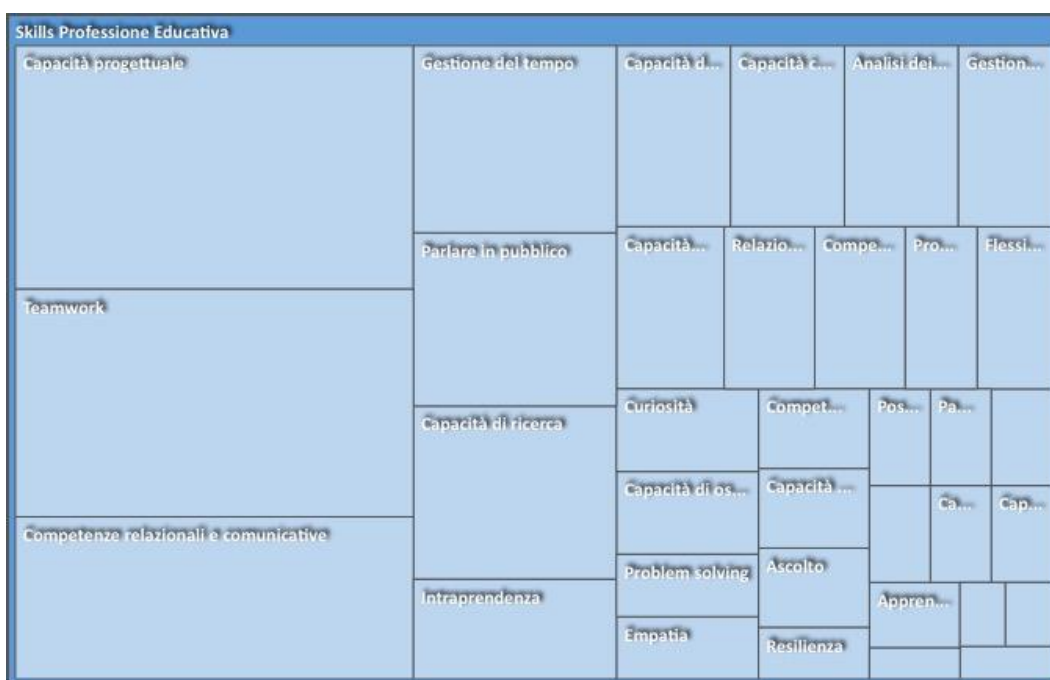 Skills Professione Educativa
Capacità progettuale
Gestione del tempo
Capacità d...
Capacità c...
Analisi dei...
Gestion...
Parlare in pubblico
Capacità...
Relazio...
Compe...
Pro...
Flessi...
Teamwork
Curiosità
Compet...
Pos...
Pa...
Capacità di ricerca
Capacità di os...
Capacità ...
Ca...
Cap...
Competenze relazionali e comunicative
Problem solving
Ascolto
Intraprendenza
Appren...
Empatia
Resilienza